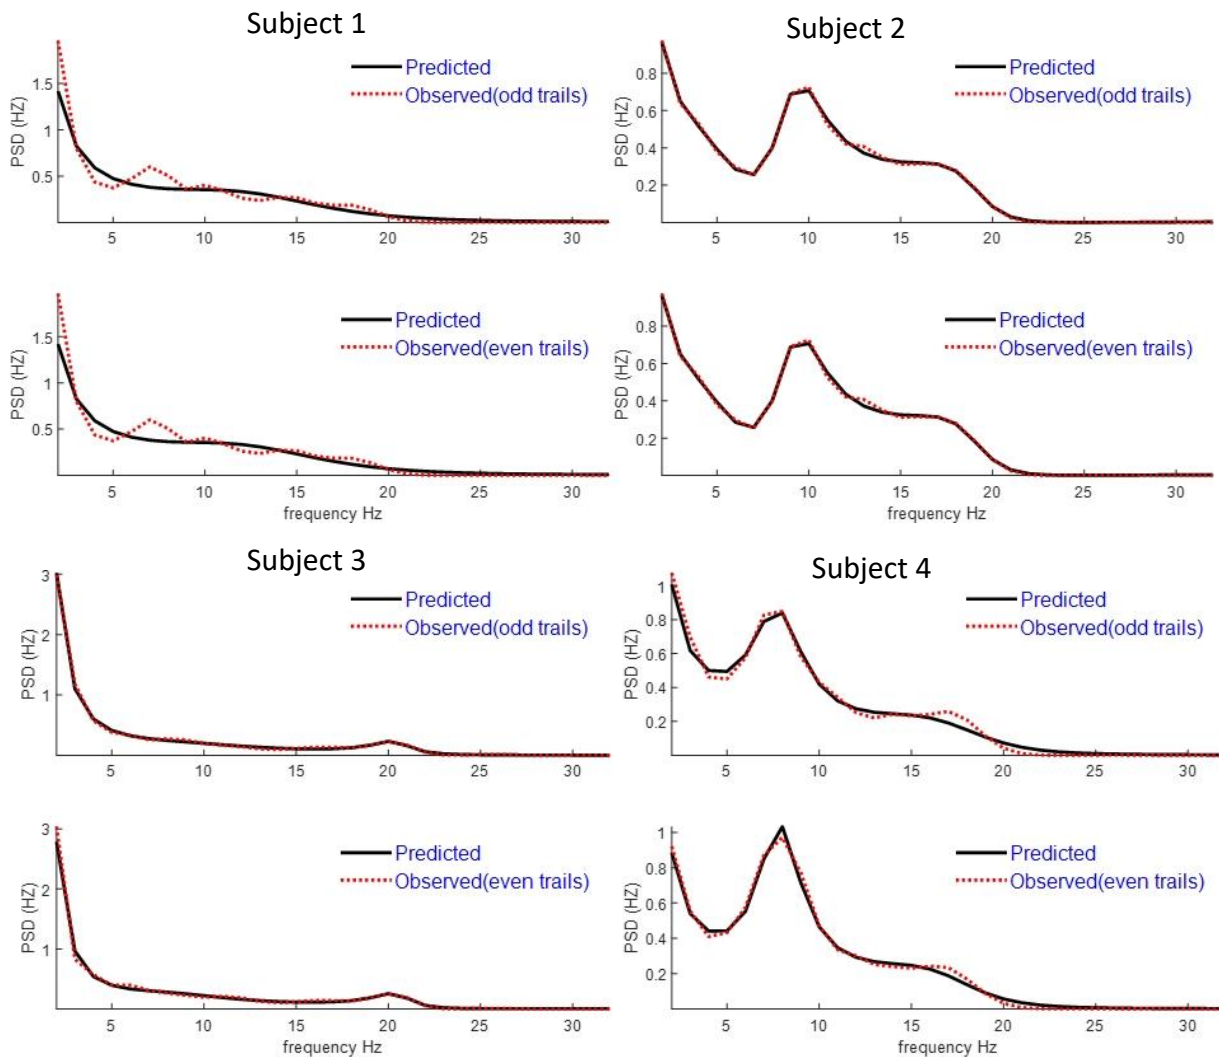 Subject 1
PSD (HZ)
1.5
1
0.5
Predicted
Observed(odd trails)
5 10 15 20 25 30
PSD (HZ)
1.5
1
0.5
Predicted
Observed(even trails)
5 10 15 20 25 30
frequency Hz
Subject 2
PSD (HZ)
0.8
0.6
0.4
0.2
Predicted
Observed(odd trails)
5 10 15 20 25 30
PSD (HZ)
0.8
0.6
0.4
0.2
Predicted
Observed(even trails)
5 10 15 20 25 30
frequency Hz
Subject 3
PSD (HZ)
3
2
1
Predicted
Observed(odd trails)
5 10 15 20 25 30
PSD (HZ)
3
2
1
Predicted
Observed(even trails)
5 10 15 20 25 30
frequency Hz
Subject 4
PSD (HZ)
1
0.8
0.6
0.4
0.2
Predicted
Observed(odd trails)
5 10 15 20 25 30
PSD (HZ)
1
0.8
0.6
0.4
0.2
Predicted
Observed(even trails)
5 10 15 20 25 30
frequency Hz